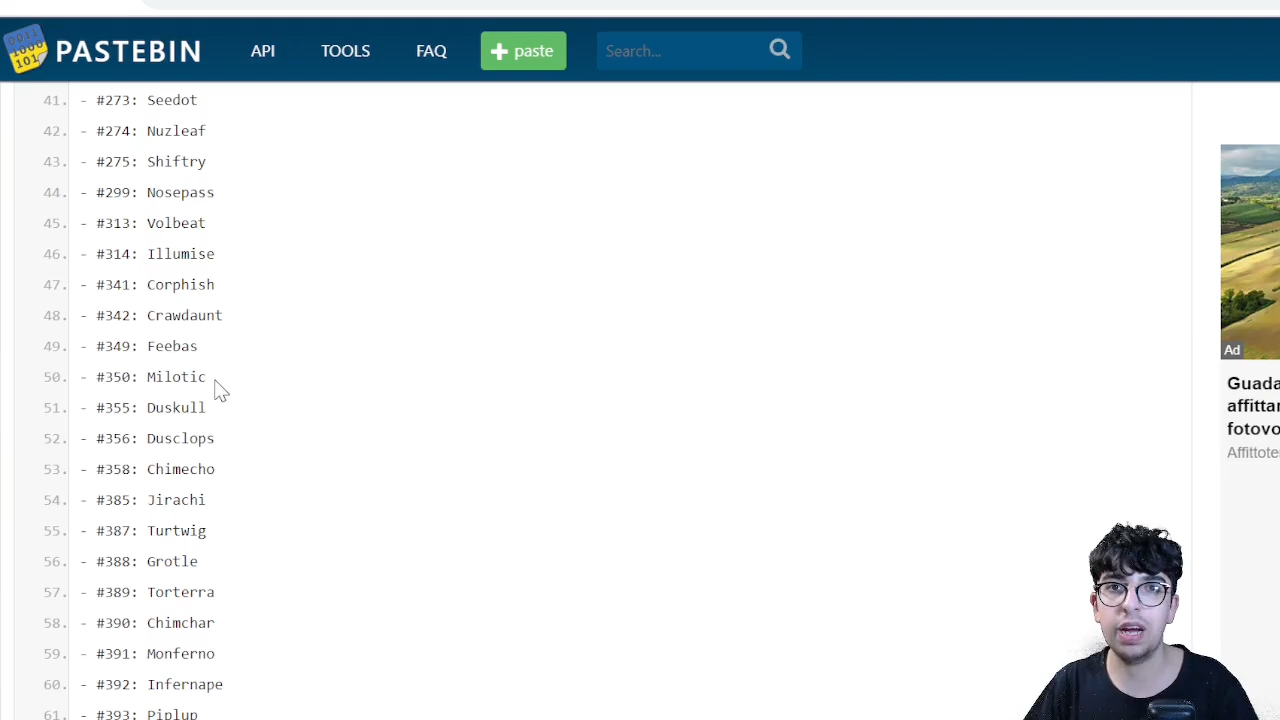 0011
1000
101
PASTEBIN
API
TOOLS
FAQ
+ paste
Search...
41. - #273: Seedot
42. - #274: Nuzleaf
43. - #275: Shiftry
44. - #299: Nosepass
45. - #313: Volbeat
46. - #314: Illumise
47. - #341: Corphish
48. - #342: Crawdaunt
49. - #349: Feebas
50. - #350: Milotic
51. - #355: Duskull
52. - #356: Dusclops
53. - #358: Chimecho
54. - #385: Jirachi
55. - #387: Turtwig
56. - #388: Grotle
57. - #389: Torterra
58. - #390: Chimchar
59. - #391: Monferno
60. - #392: Infernape
61. - #393: Piplup
Ad
Guada
affittar
fotovo
Affittote